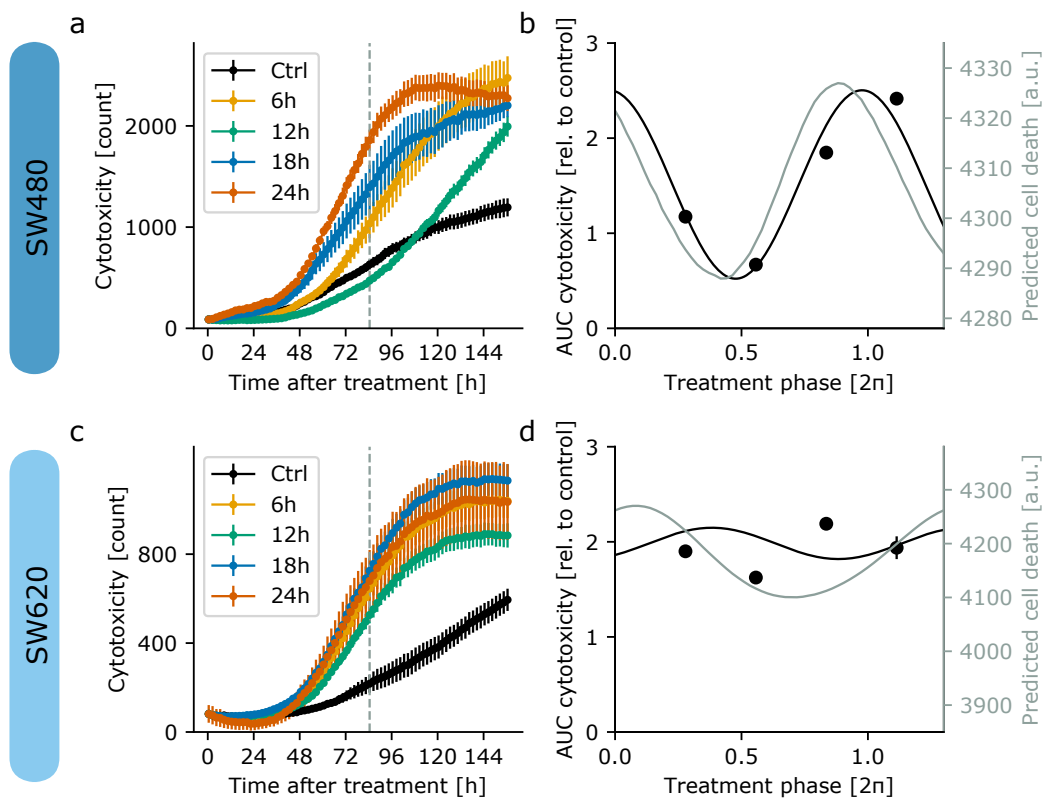 SW480
a
Cytotoxicity [count]
2000
1000
0
Ctrl
6h
12h
18h
24h
0 24 48 72 96 120 144
Time after treatment [h]
b
AUC cytotoxicity [rel. to control]
3
2
1
0
0.0 0.5 1.0
Treatment phase [2π]
4330
4320
4310
4300
4290
4280
Predicted cell death [a.u.]
SW620
c
Cytotoxicity [count]
800
400
0
Ctrl
6h
12h
18h
24h
0 24 48 72 96 120 144
Time after treatment [h]
d
AUC cytotoxicity [rel. to control]
3
2
1
0
0.0 0.5 1.0
Treatment phase [2π]
4300
4200
4100
4000
3900
Predicted cell death [a.u.]